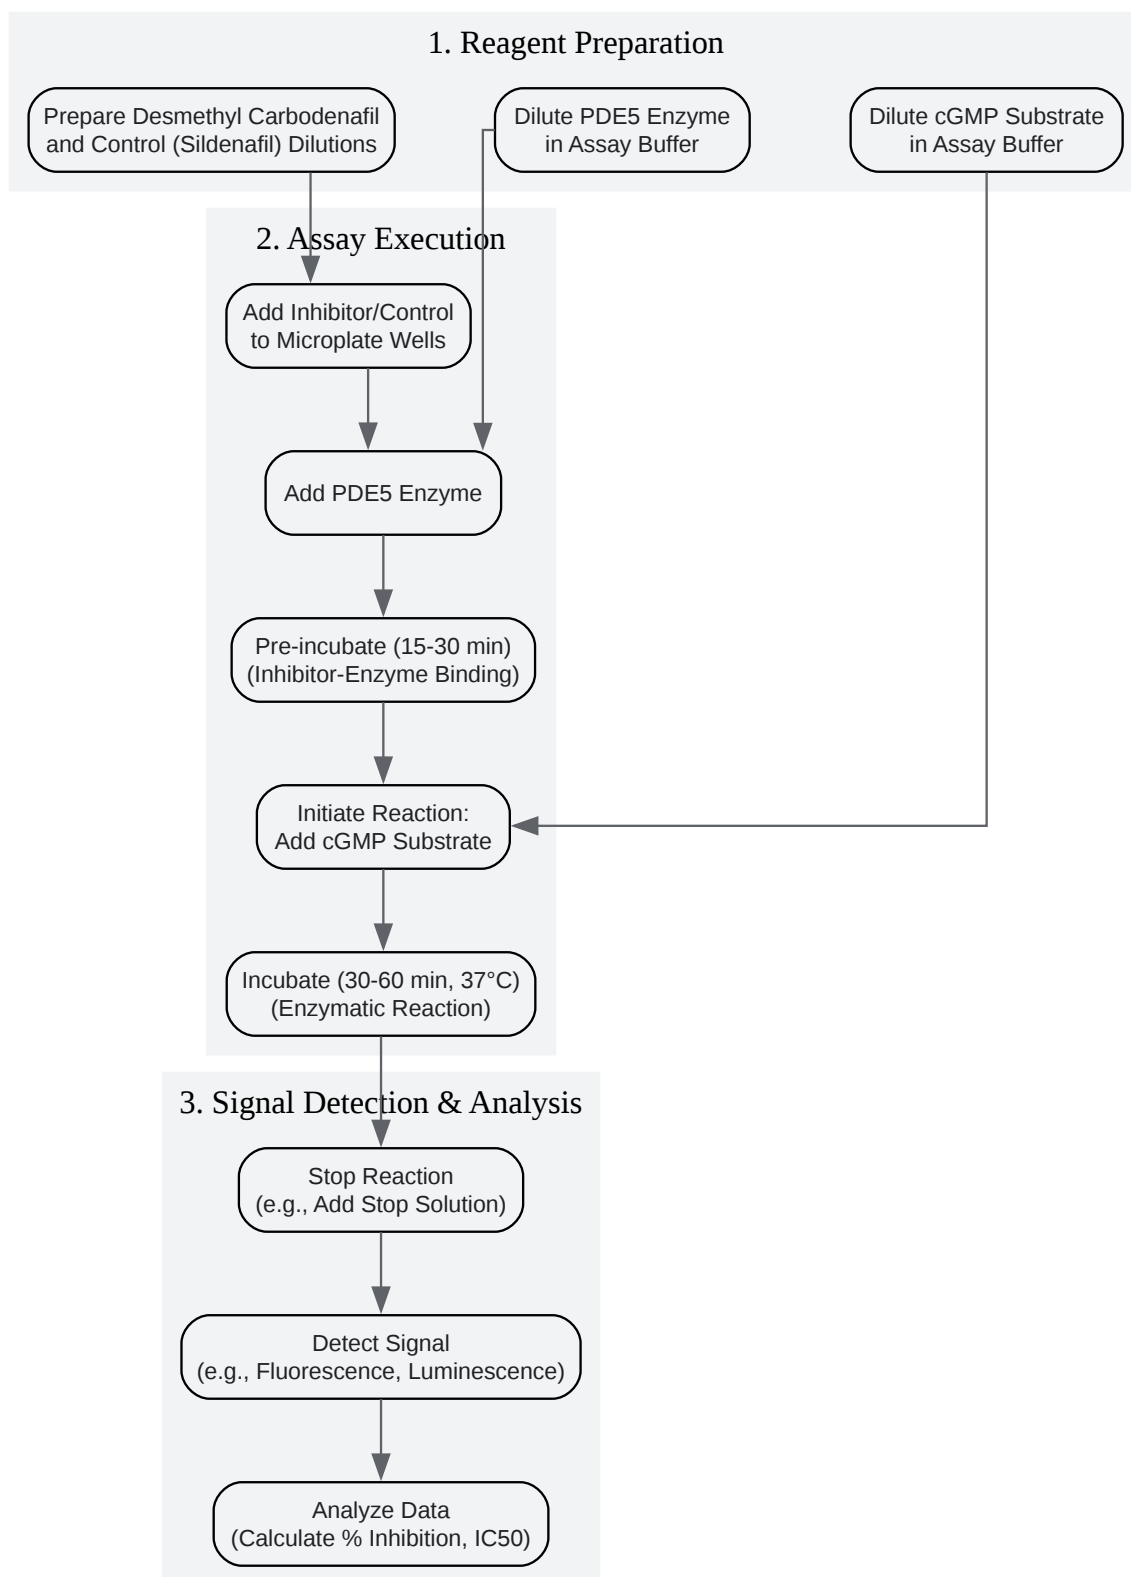 1. Reagent Preparation
Prepare Desmethyl Carbodenafil
and Control (Sildenafil) Dilutions
Dilute PDE5 Enzyme
in Assay Buffer
Dilute cGMP Substrate
in Assay Buffer
2. Assay Execution
Add Inhibitor/Control
to Microplate Wells
Add PDE5 Enzyme
Pre-incubate (15-30 min)
(Inhibitor-Enzyme Binding)
Initiate Reaction:
Add cGMP Substrate
Incubate (30-60 min, 37°C)
(Enzymatic Reaction)
3. Signal Detection & Analysis
Stop Reaction
(e.g., Add Stop Solution)
Detect Signal
(e.g., Fluorescence, Luminescence)
Analyze Data
(Calculate % Inhibition, IC50)